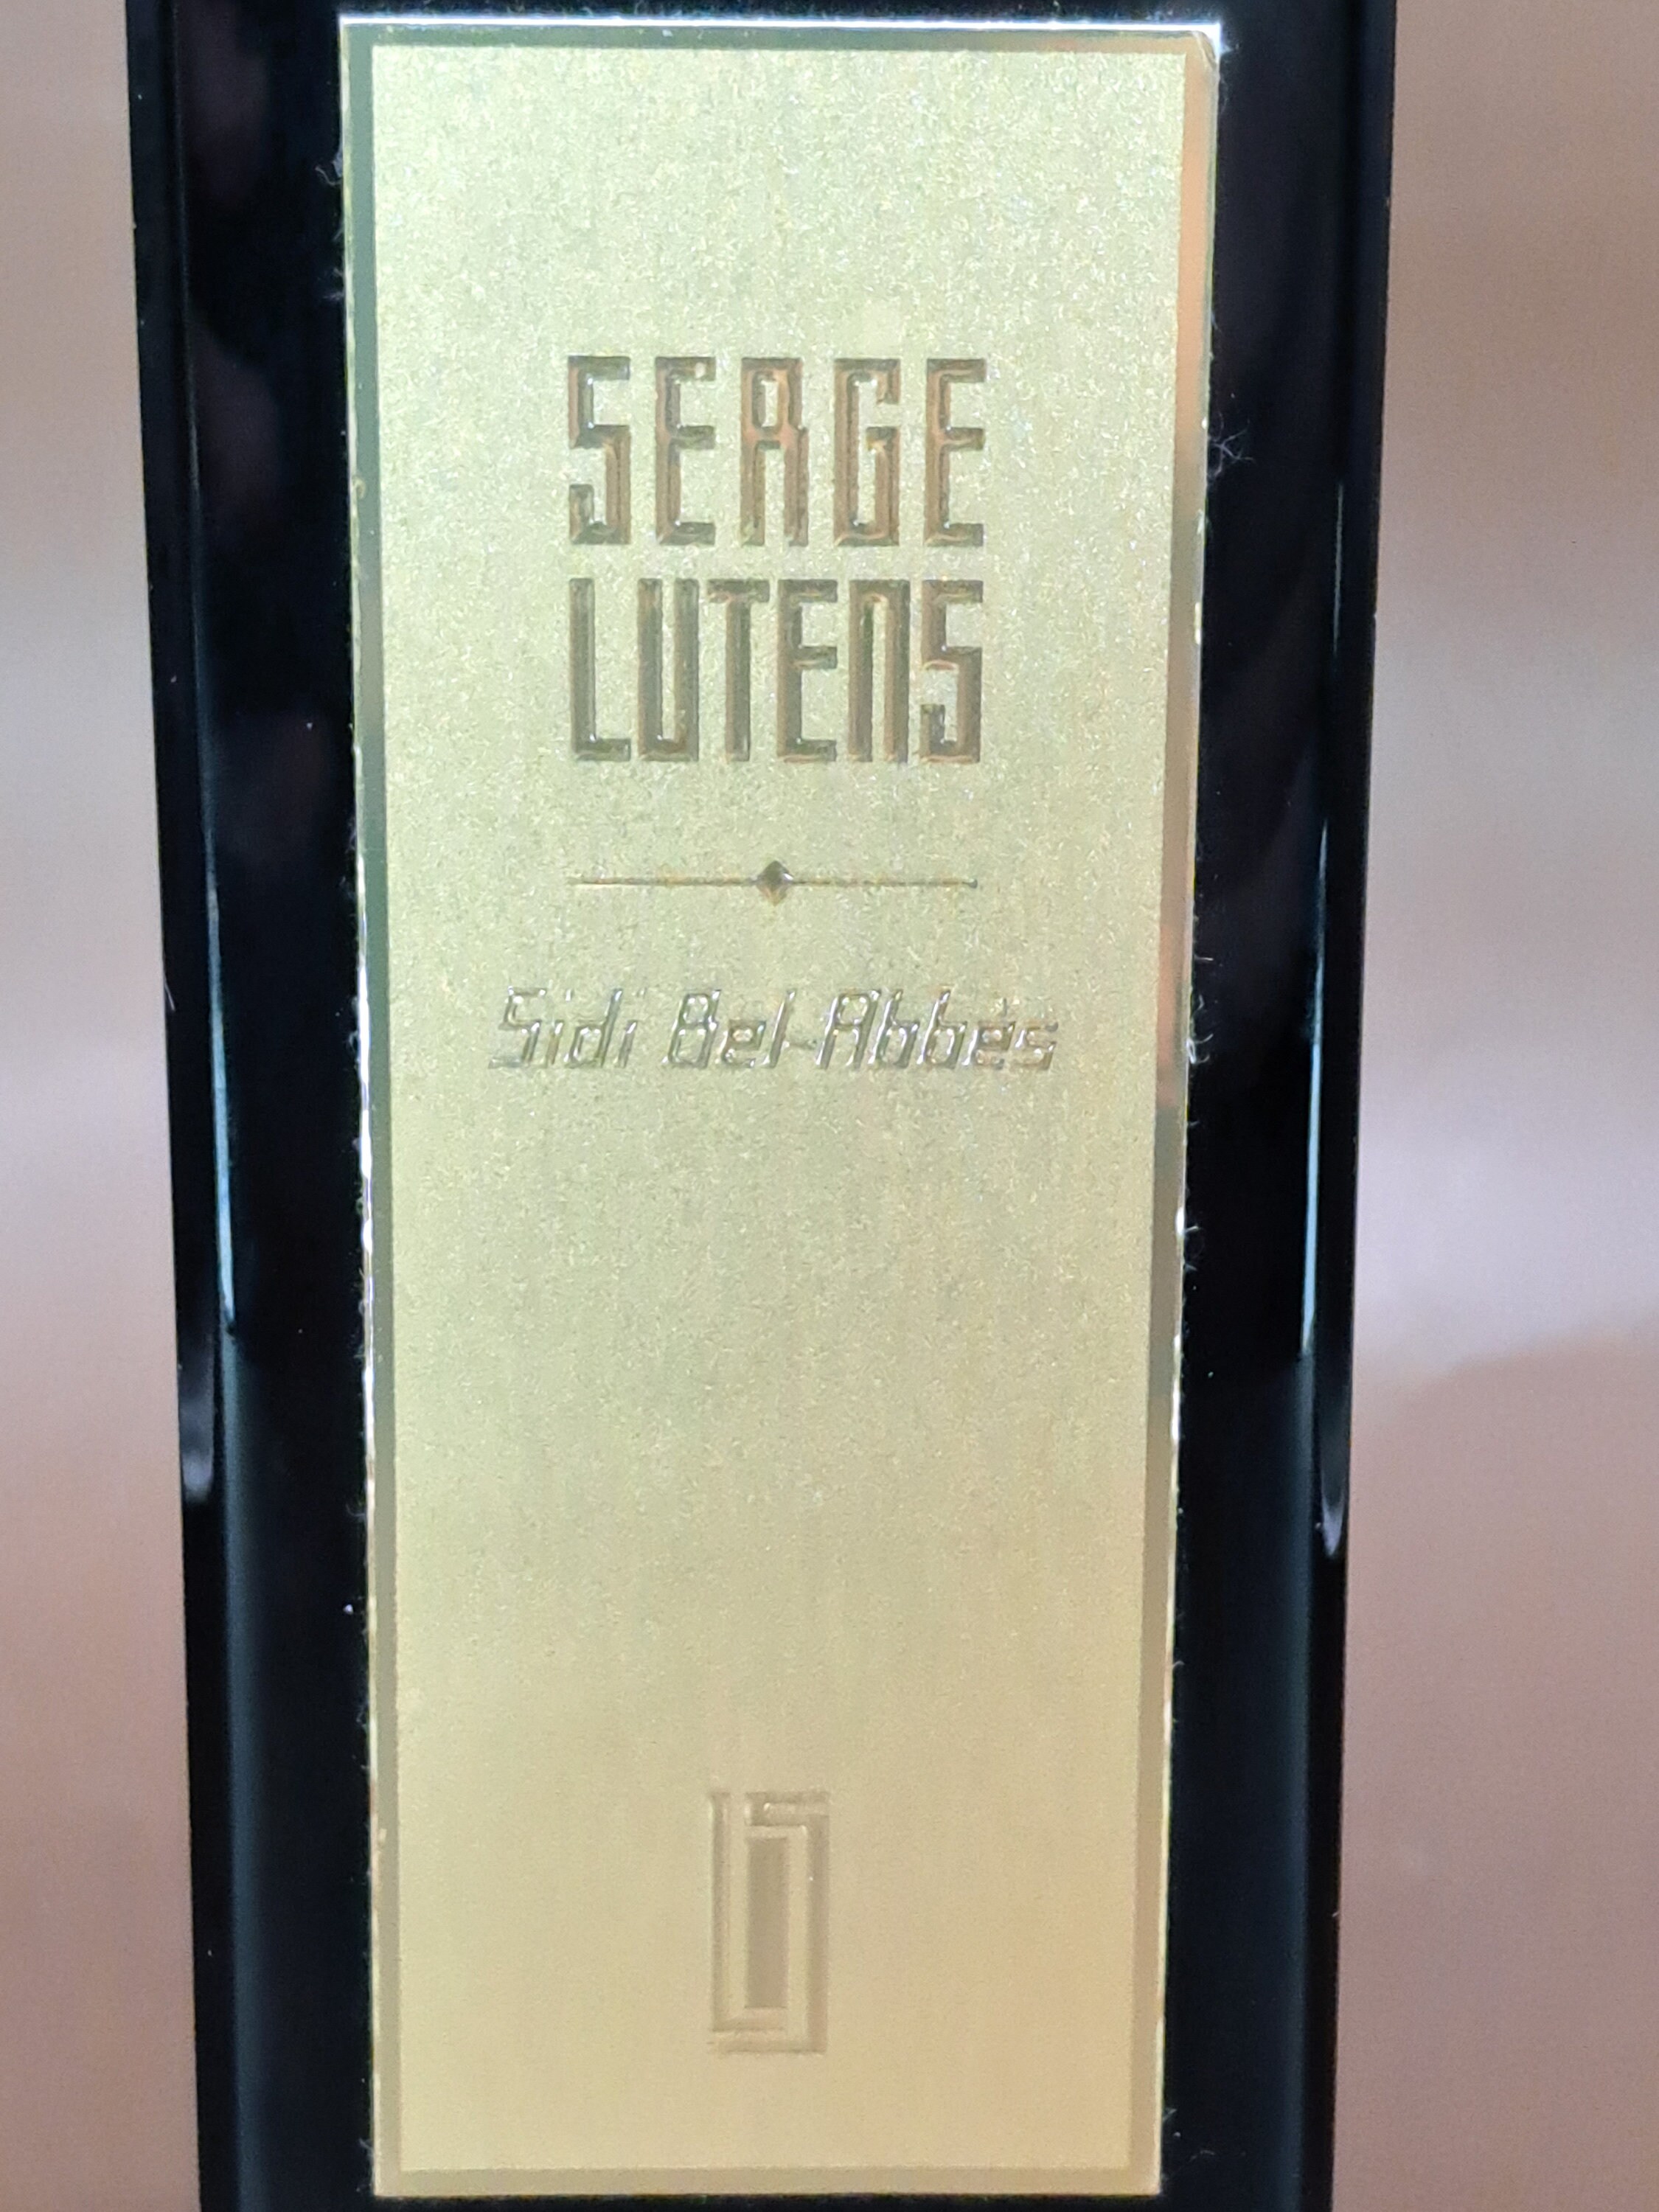 SERGE
LUTENS
Sidi Bel-Abbès